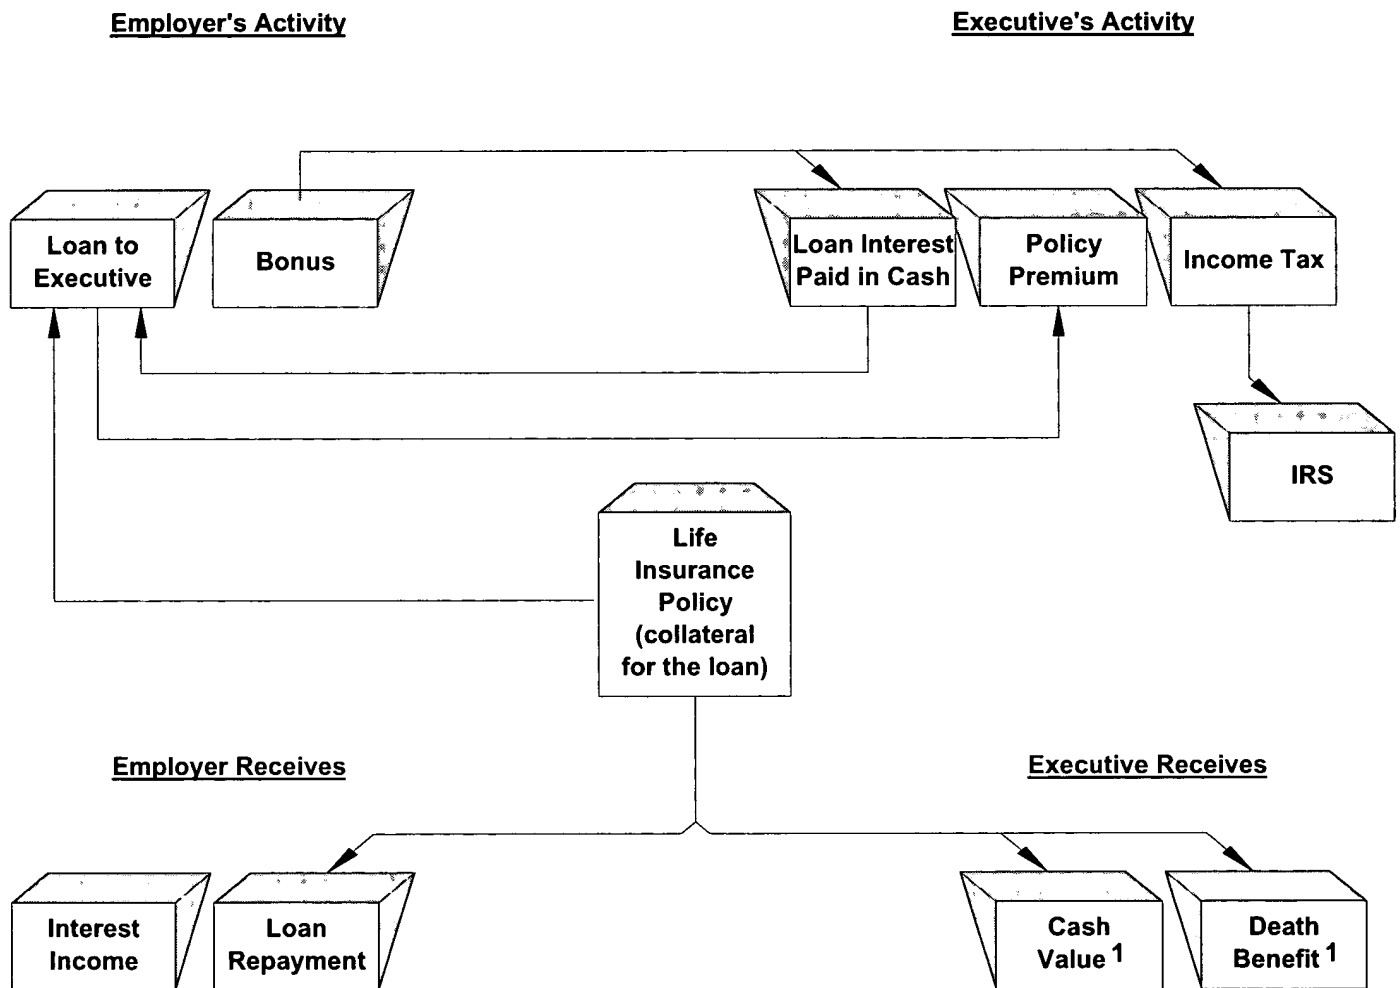 Employer's Activity
Executive's Activity
Loan to
Executive
Bonus
Loan Interest
Paid in Cash
Policy
Premium
Income Tax
IRS
Life
Insurance
Policy
(collateral
for the loan)
Employer Receives
Executive Receives
Interest
Income
Loan
Repayment
Cash
Value 1
Death
Benefit 1